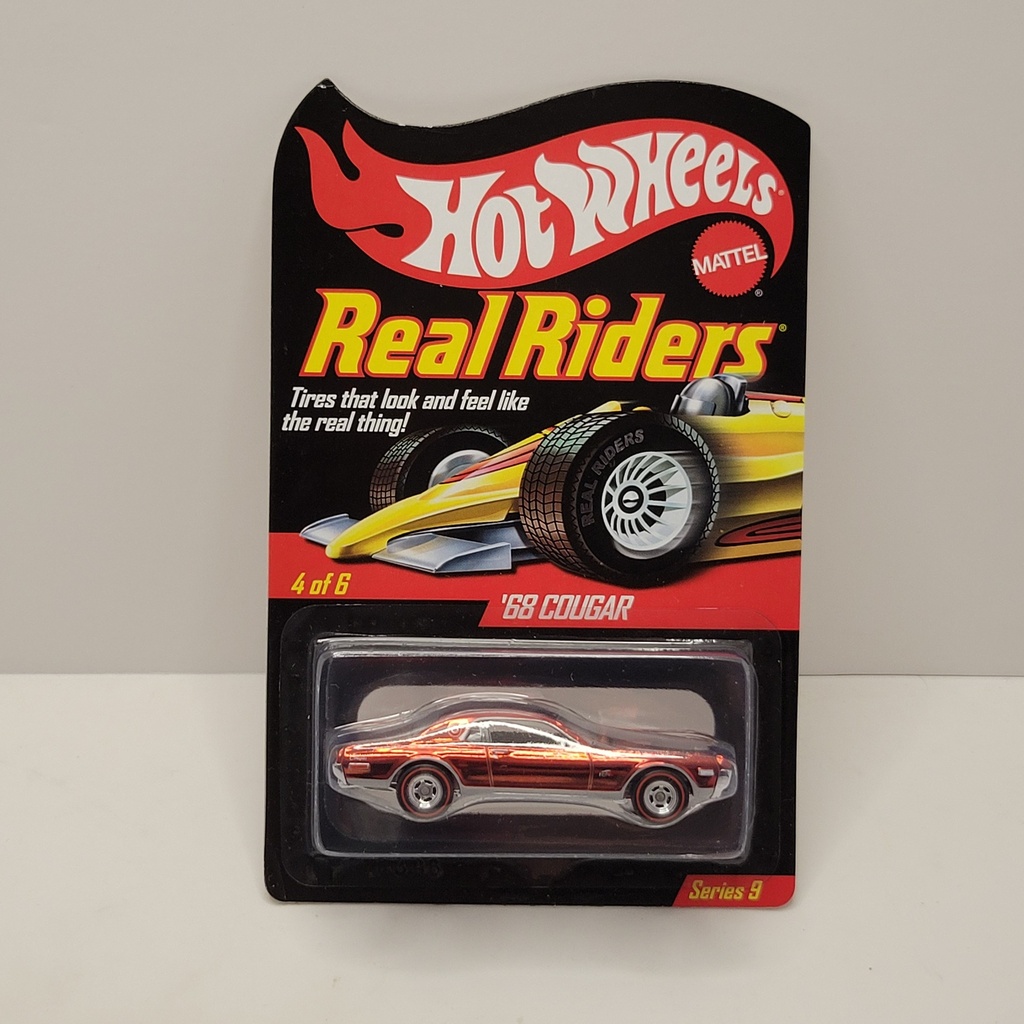 Hot Wheels®
MATTEL®
Real Riders®
Tires that look and feel like
the real thing!
REAL RIDERS
4 of 6
'68 COUGAR
Series 9